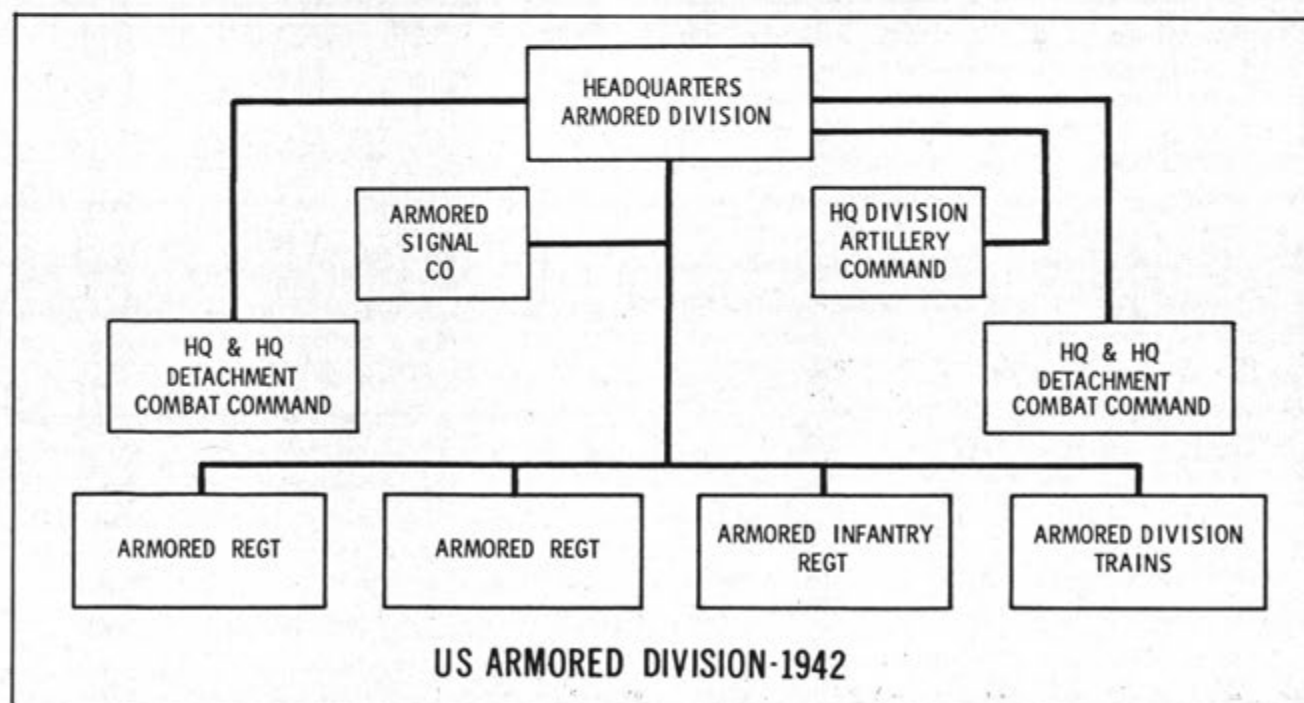 HEADQUARTERS
ARMORED DIVISION
ARMORED
SIGNAL
CO
HQ DIVISION
ARTILLERY
COMMAND
HQ & HQ
DETACHMENT
COMBAT COMMAND
HQ & HQ
DETACHMENT
COMBAT COMMAND
ARMORED REGT
ARMORED REGT
ARMORED INFANTRY
REGT
ARMORED DIVISION
TRAINS
US ARMORED DIVISION-1942